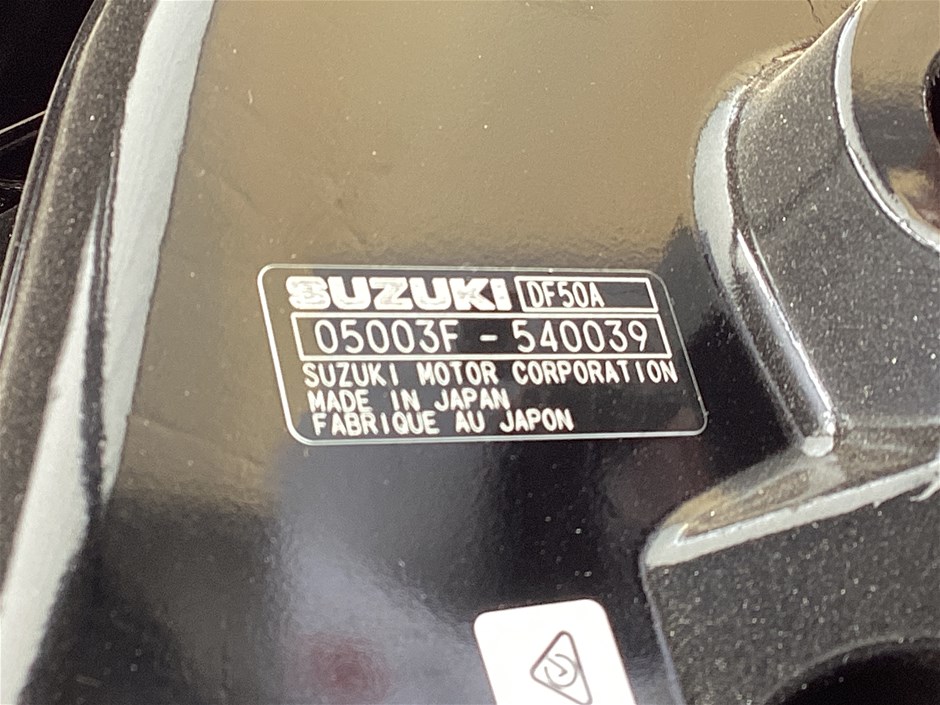 SUZUKI DF50A
05003F - 540039
SUZUKI MOTOR CORPORATION
MADE IN JAPAN
FABRIQUE AU JAPON